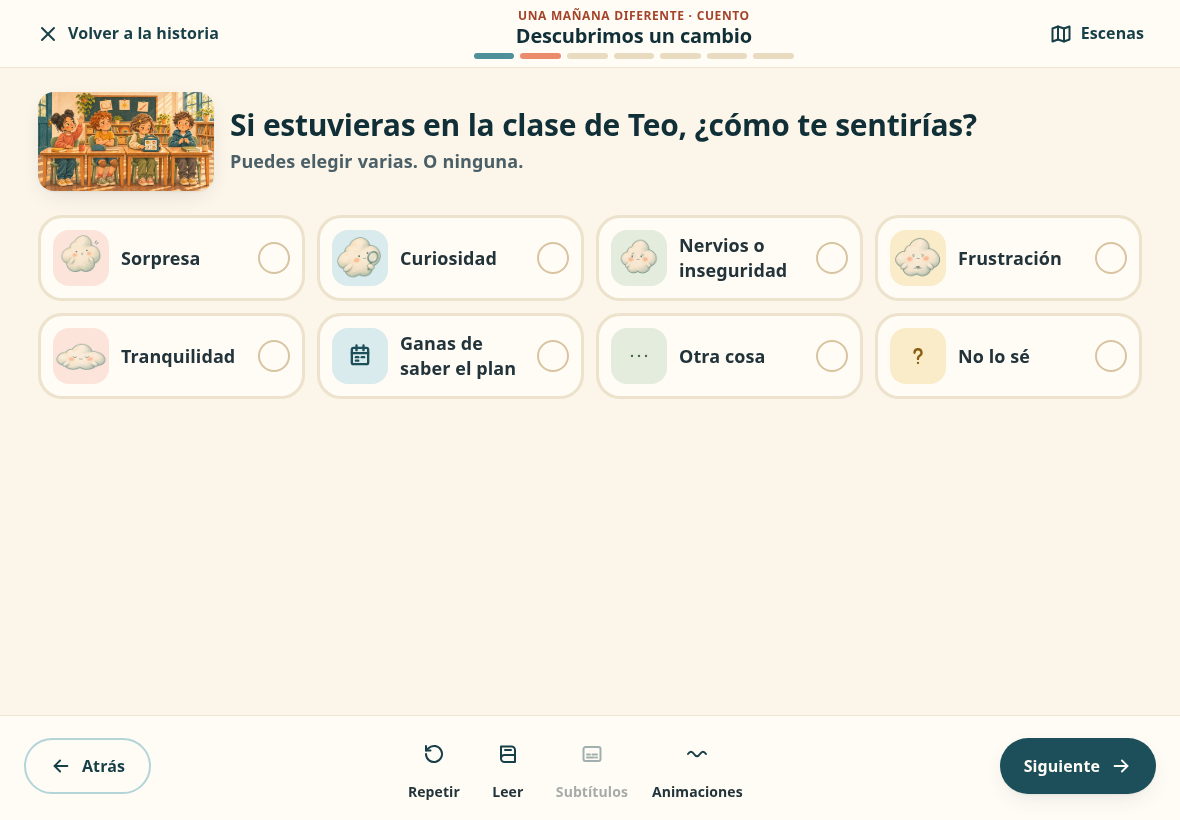 Volver a la historia
UNA MAÑANA DIFERENTE · CUENTO
Descubrimos un cambio
Escenas
Si estuvieras en la clase de Teo, ¿cómo te sentirías?
Puedes elegir varias. O ninguna.
Sorpresa
Curiosidad
Nervios o
inseguridad
Frustración
Tranquilidad
Ganas de
saber el plan
...
Otra cosa
?
No lo sé
Atrás
Repetir
Leer
Subtítulos
Animaciones
Siguiente